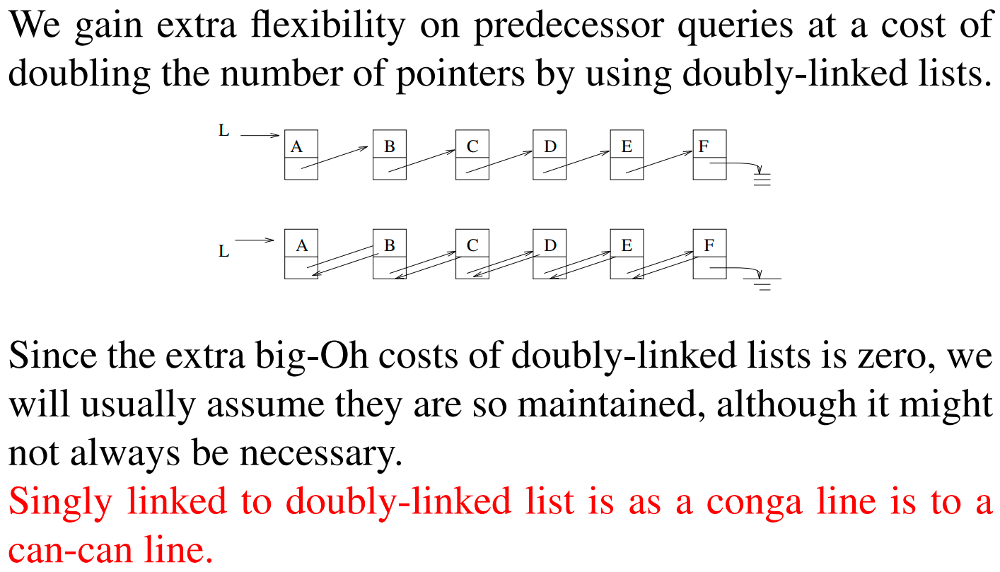 We gain extra flexibility on predecessor queries at a cost of
doubling the number of pointers by using doubly-linked lists.
L
A B C D E F
L
A B C D E F
Since the extra big-Oh costs of doubly-linked lists is zero, we
will usually assume they are so maintained, although it might
not always be necessary.
Singly linked to doubly-linked list is as a conga line is to a
can-can line.